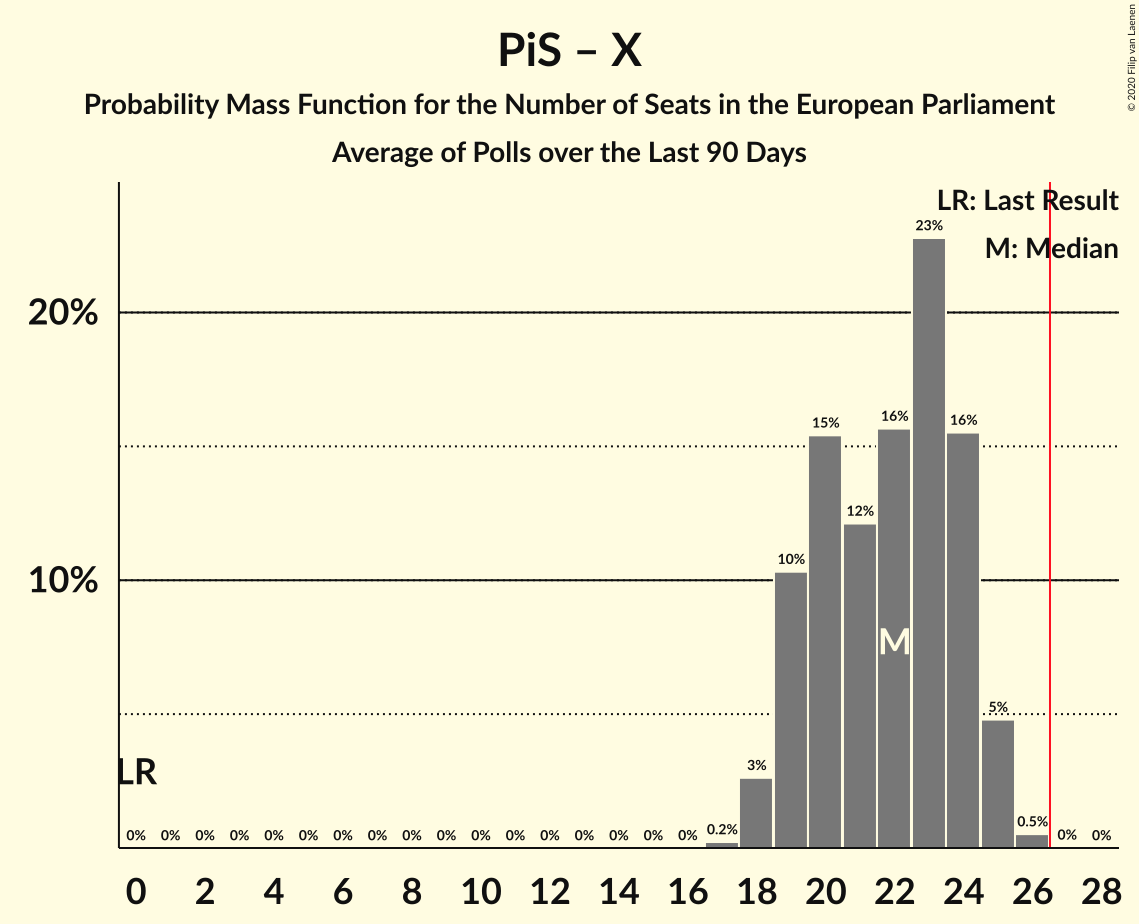 PiS – X
Probability Mass Function for the Number of Seats in the European Parliament
Average of Polls over the Last 90 Days
© 2020 Filip van Laenen
LR: Last Result
M: Median
20%
10%
23%
15%
12%
16%
16%
10%
M
5%
LR
3%
0% 0% 0% 0% 0% 0% 0% 0% 0% 0% 0% 0% 0% 0% 0% 0% 0% 0.2% 0.5% 0% 0%
0 2 4 6 8 10 12 14 16 18 20 22 24 26 28